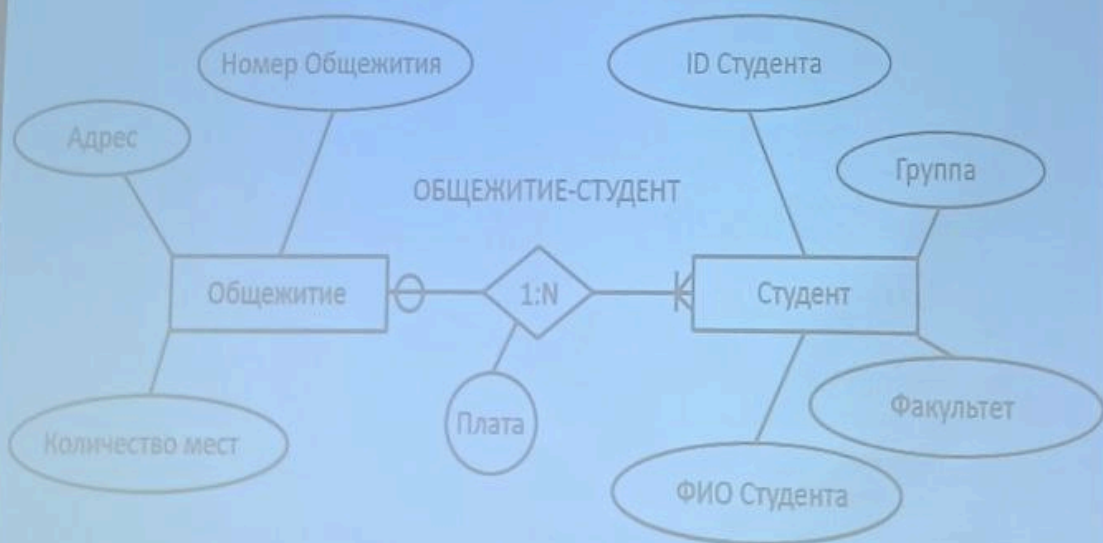 Номер Общежития
ID Студента
Адрес
Группа
ОБЩЕЖИТИЕ-СТУДЕНТ
Общежитие
1:N
Студент
Плата
Факультет
Количество мест
ФИО Студента